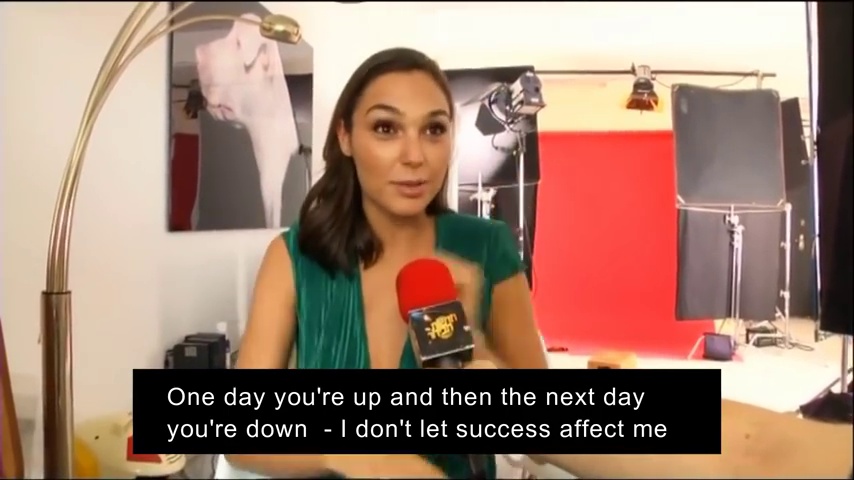 One day you're up and then the next day
you're down  - I don't let success affect me